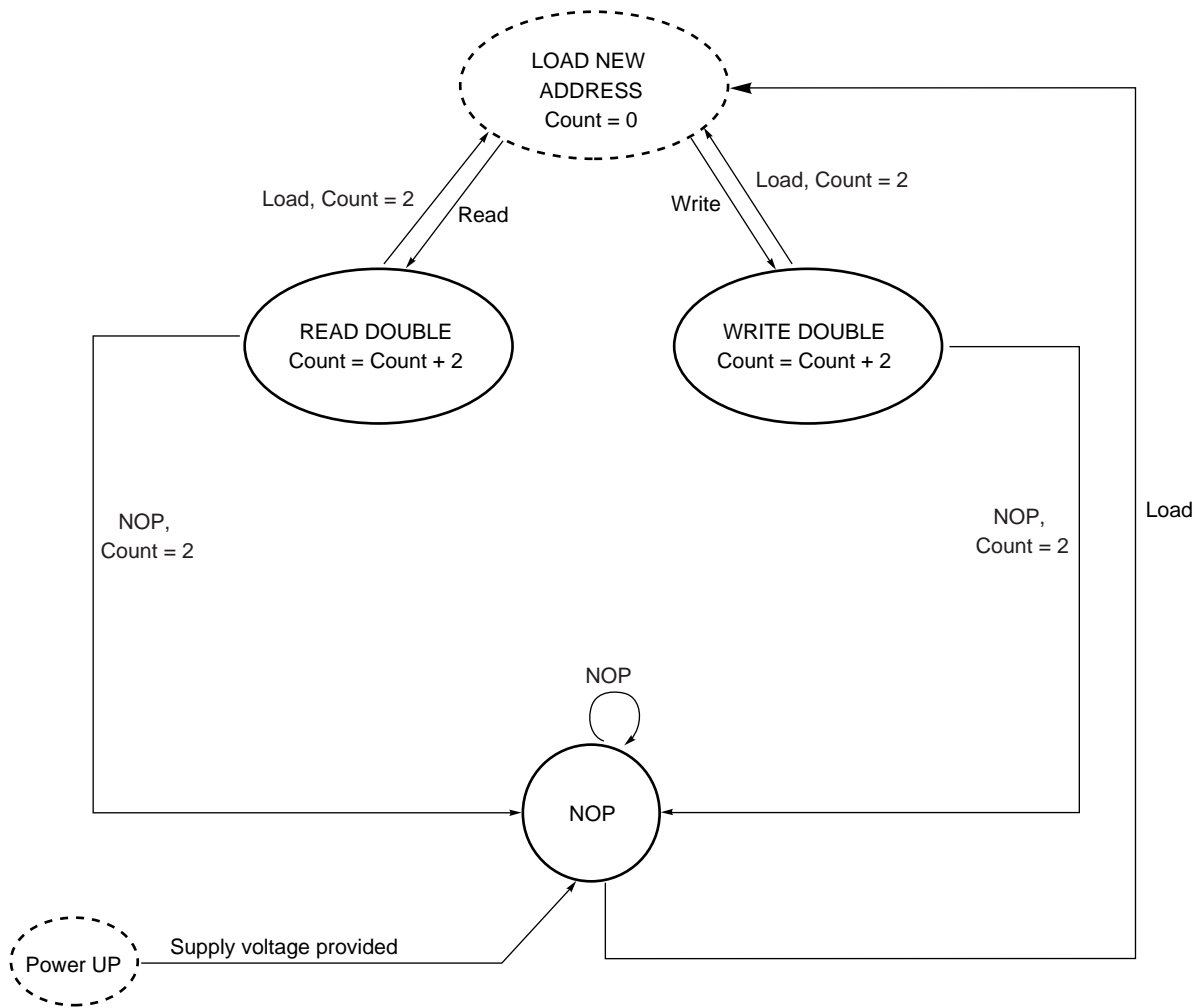 LOAD NEW
ADDRESS
Count = 0
Load, Count = 2
Read
Write
Load, Count = 2
READ DOUBLE
Count = Count + 2
WRITE DOUBLE
Count = Count + 2
NOP,
Count = 2
NOP,
Count = 2
Load
NOP
NOP
Supply voltage provided
Power UP